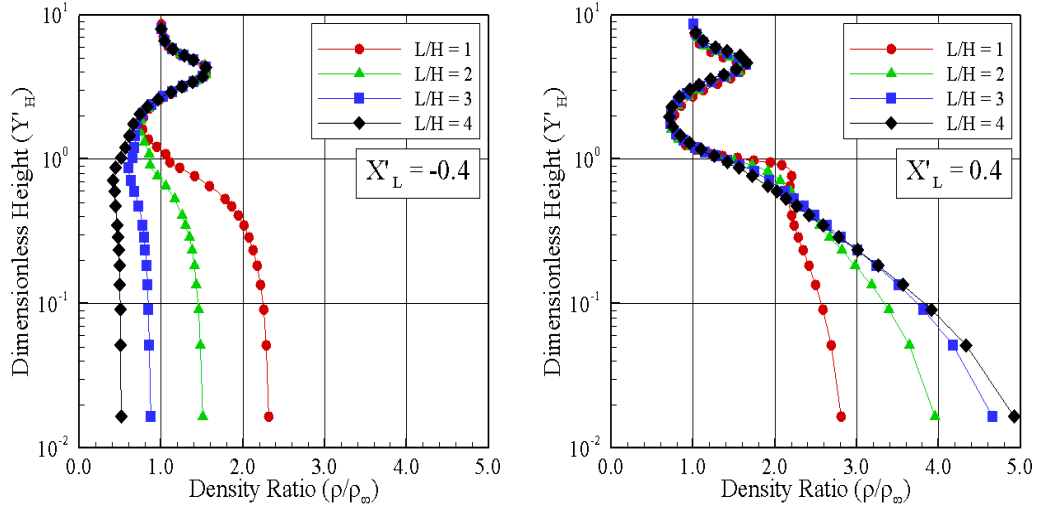 Dimensionless Height (Y'H)
10¹
10⁰
10⁻¹
10⁻²
L/H = 1
L/H = 2
L/H = 3
L/H = 4
X'L = -0.4
0.0 1.0 2.0 3.0 4.0 5.0
Density Ratio (ρ/ρ∞)
Dimensionless Height (Y'H)
10¹
10⁰
10⁻¹
10⁻²
L/H = 1
L/H = 2
L/H = 3
L/H = 4
X'L = 0.4
0.0 1.0 2.0 3.0 4.0 5.0
Density Ratio (ρ/ρ∞)